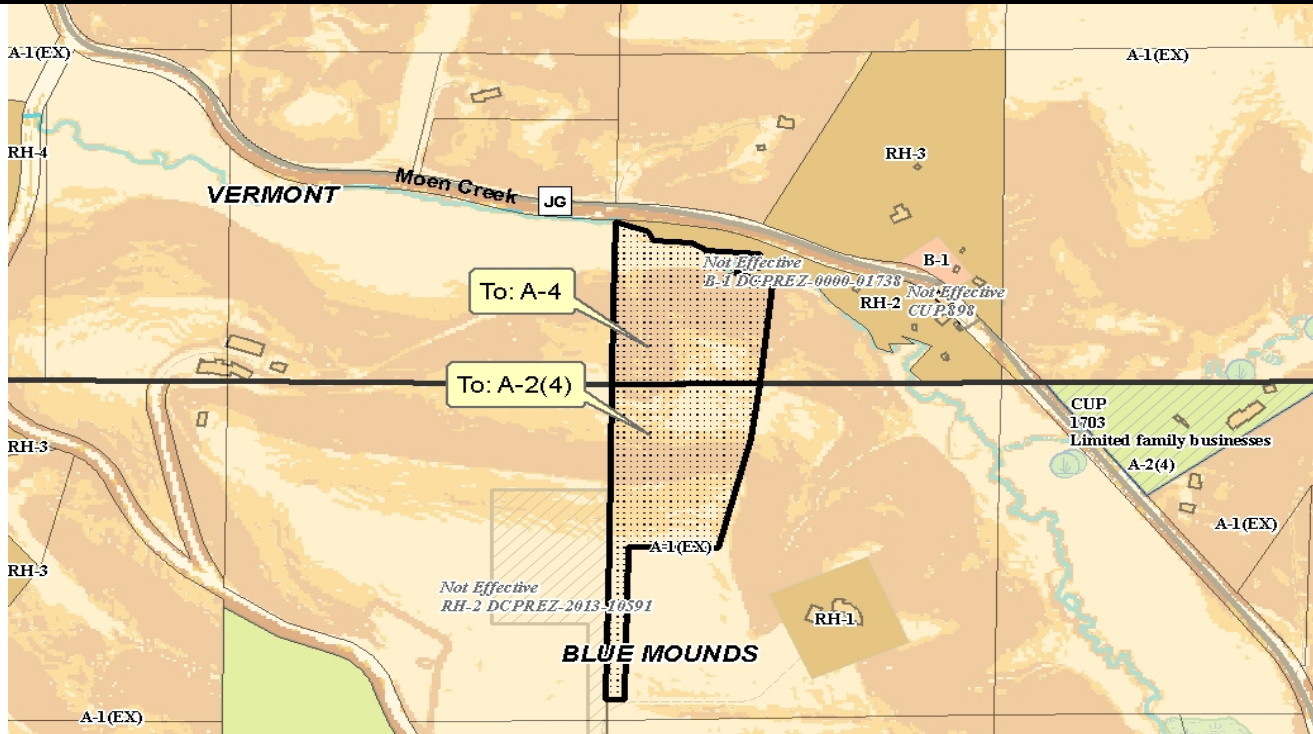 A-1(EX)
A-1(EX)
RH-4
RH-3
VERMONT
Moen Creek
JG
B-1
Not Effective
B-1 DCPREZ-0000-01738
To: A-4
RH-2
Not Effective
CUP 898
To: A-2(4)
CUP
1703
Limited family businesses
A-2(4)
RH-3
A-1(EX)
A-1(EX)
RH-3
Not Effective
RH-2 DCPREZ-2013-10591
RH-1
BLUE MOUNDS
A-1(EX)